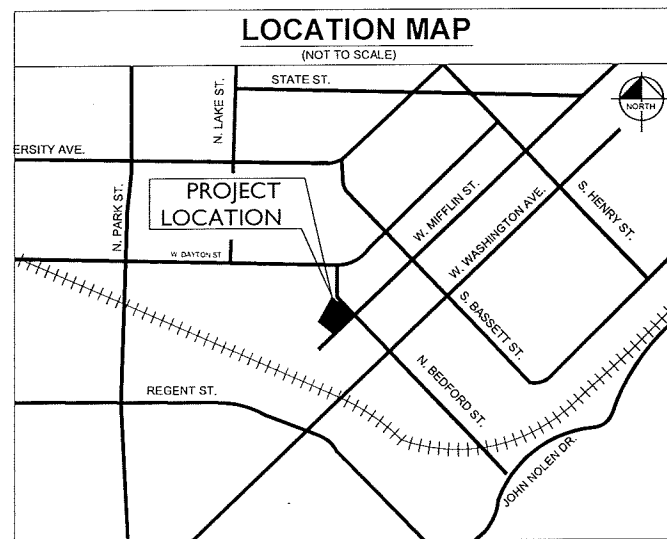 LOCATION MAP
(NOT TO SCALE)
STATE ST.
N. LAKE ST.
NORTH
ERSITY AVE.
N. PARK ST.
PROJECT
LOCATION
W. MIFFLIN ST.
W. WASHINGTON AVE.
S. HENRY ST.
W. DAYTON ST
S. BASSETT ST.
N. BEDFORD ST.
REGENT ST.
JOHN NOLEN DR.